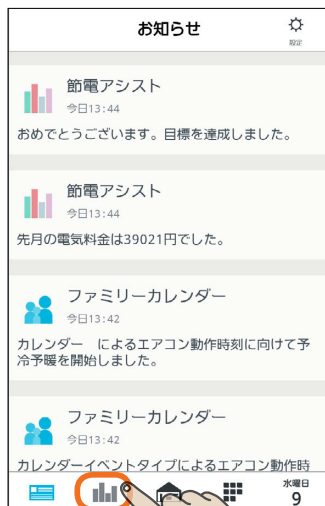 お知らせ
設定
節電アシスト
今日13:44
おめでとうございます。目標を達成しました。
節電アシスト
今日13:44
先月の電気料金は39021円でした。
ファミリーカレンダー
今日13:42
カレンダー　によるエアコン動作時刻に向けて予
冷予暖を開始しました。
ファミリーカレンダー
今日13:42
カレンダーイベントタイプによるエアコン動作時
水曜日
9